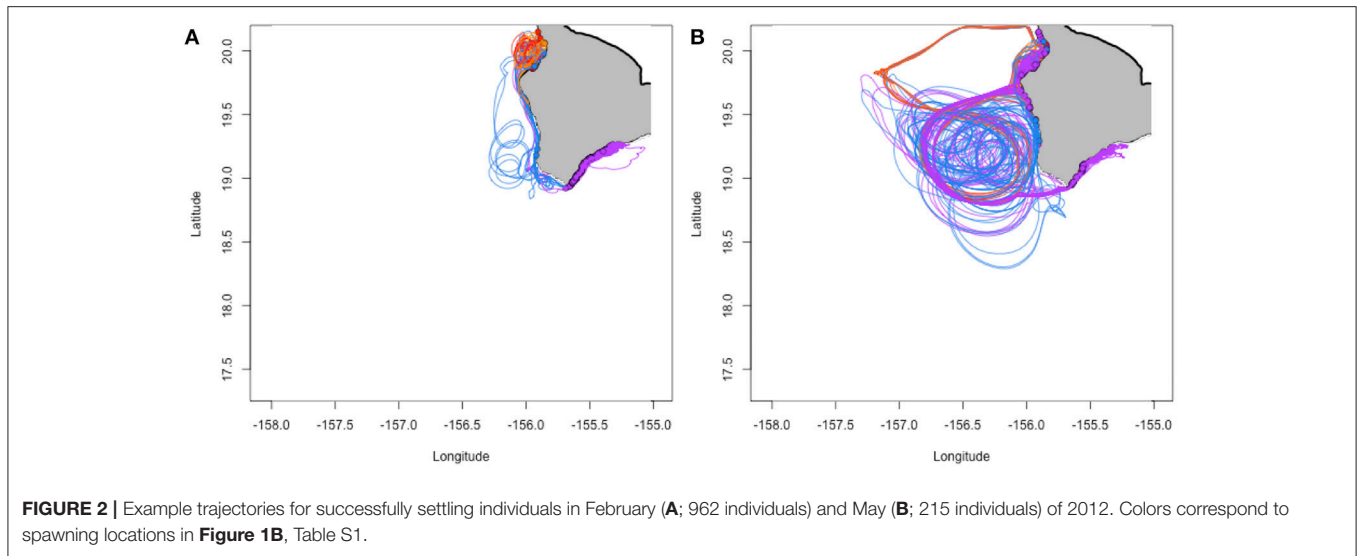 A
B
Latitude
20.0
19.5
19.0
18.5
18.0
17.5
-158.0 -157.5 -157.0 -156.5 -156.0 -155.5 -155.0
Longitude
Latitude
20.0
19.5
19.0
18.5
18.0
17.5
-158.0 -157.5 -157.0 -156.5 -156.0 -155.5 -155.0
Longitude
FIGURE 2 | Example trajectories for successfully settling individuals in February (A; 962 individuals) and May (B; 215 individuals) of 2012. Colors correspond to
spawning locations in Figure 1B, Table S1.